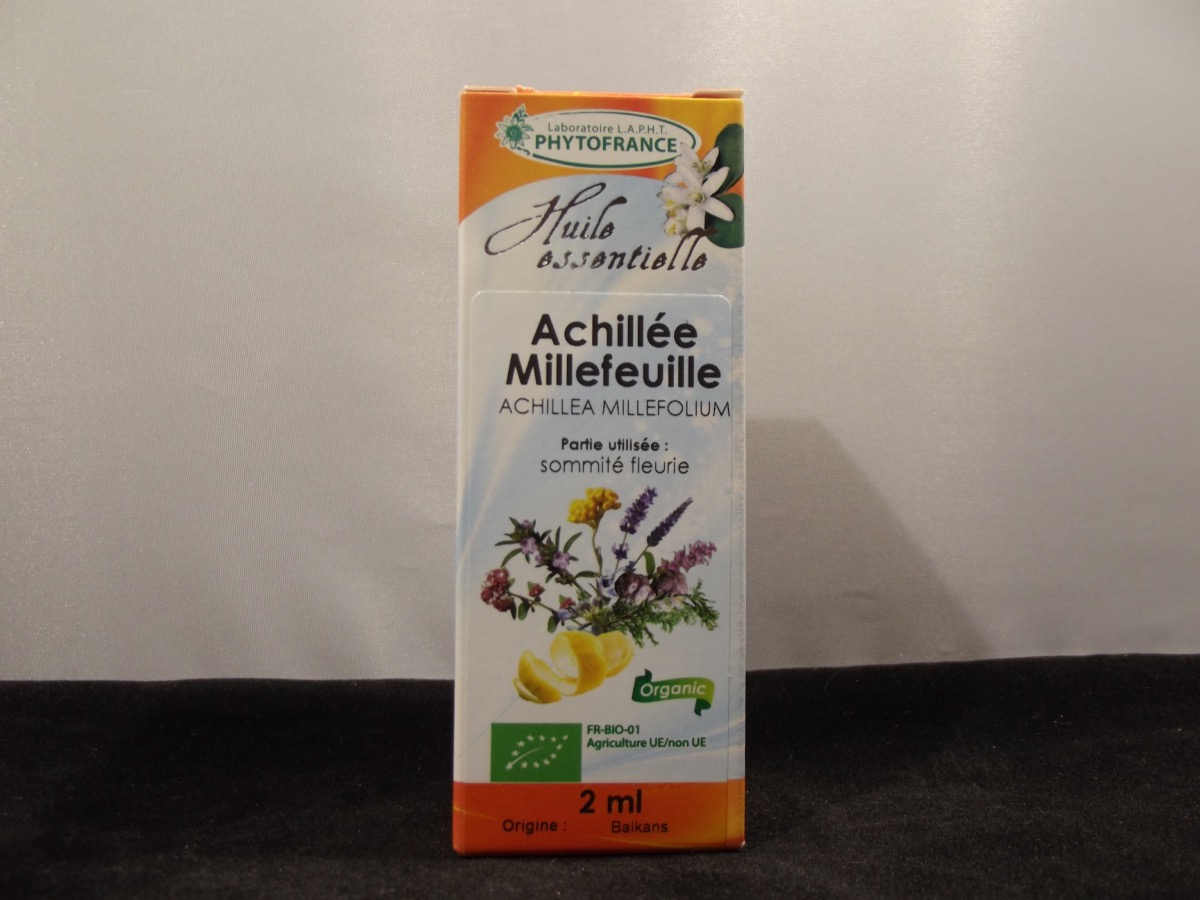 Laboratoire L.A.P.H.T.
PHYTOFRANCE
Huile
essentielle
Achillée
Millefeuille
ACHILLEA MILLEFOLIUM
Partie utilisée :
sommité fleurie
Organic
FR-BIO-01
Agriculture UE/non UE
2 ml
Origine : Balkans